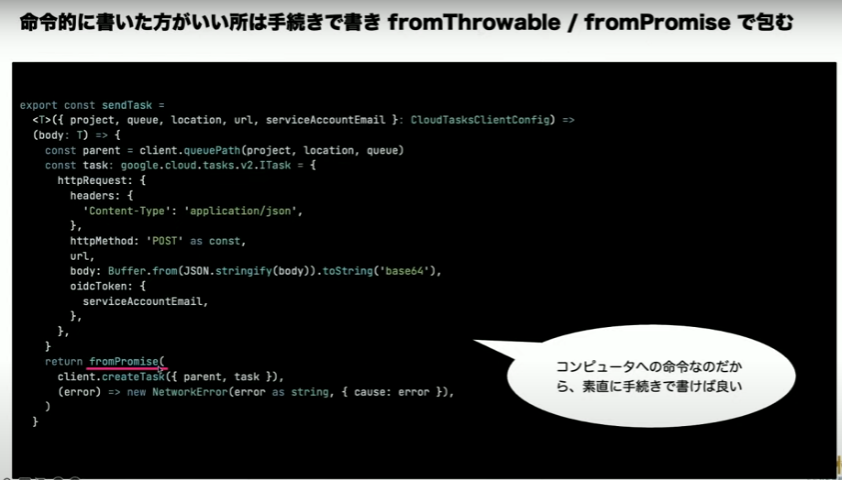 命令的に書いた方がいい所は手続きで書き fromThrowable / fromPromise で包む
export const sendTask =
  <T>({ project, queue, location, url, serviceAccountEmail }: CloudTasksClientConfig) =>
  (body: T) => {
    const parent = client.queuePath(project, location, queue)
    const task: google.cloud.tasks.v2.ITask = {
      httpRequest: {
        headers: {
          'Content-Type': 'application/json',
        },
        httpMethod: 'POST' as const,
        url,
        body: Buffer.from(JSON.stringify(body)).toString('base64'),
        oidcToken: {
          serviceAccountEmail,
        },
      },
    }
    return fromPromise(
      client.createTask({ parent, task }),
      (error) => new NetworkError(error as string, { cause: error }),
    )
  }
コンピュータへの命令なのだか
ら、素直に手続きで書けば良い